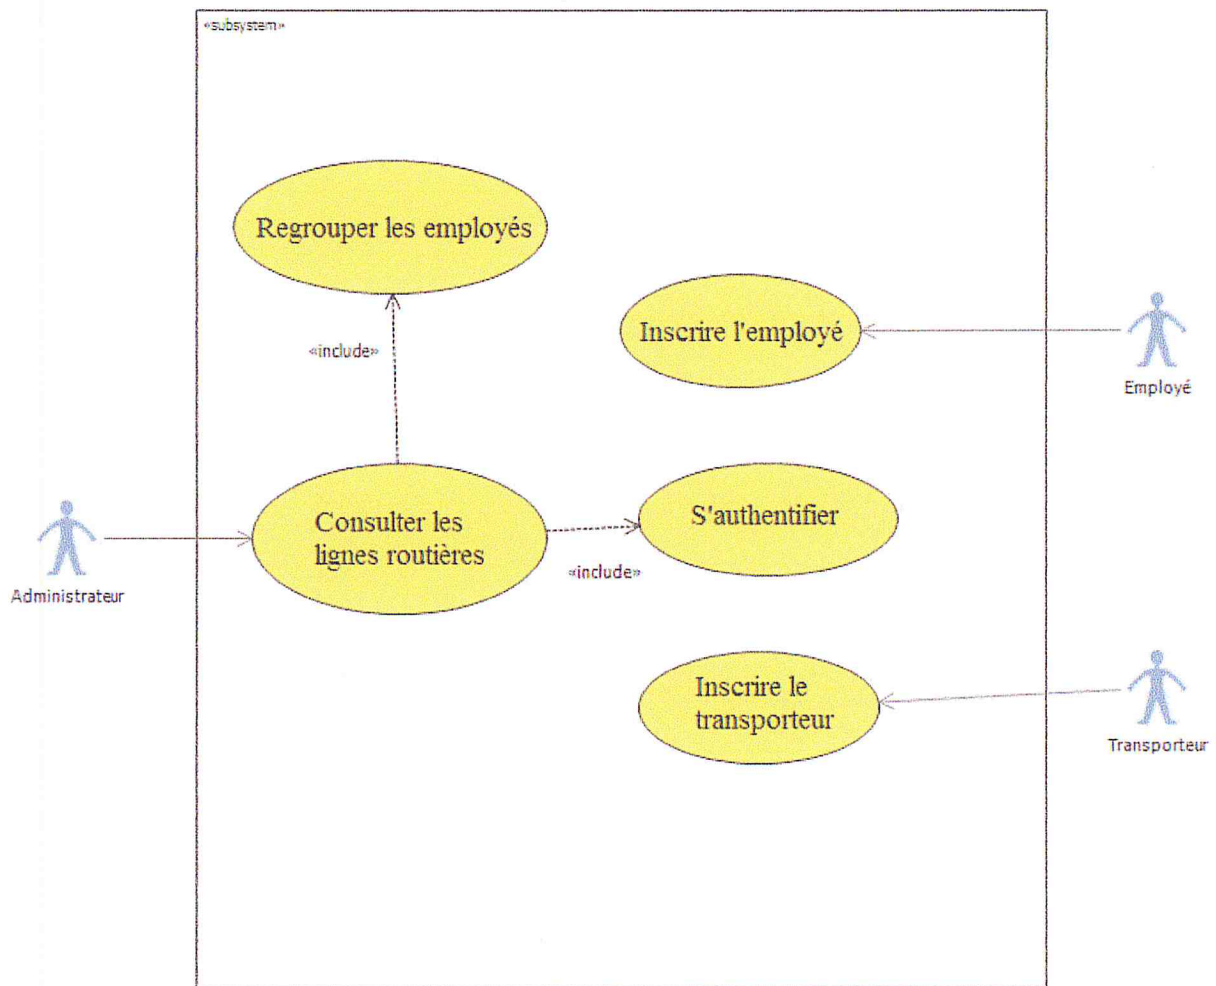 «subsystem»
Regrouper les employés
Inscrire l'employé
«include»
Employé
Consulter les
lignes routières
S'authentifier
«include»
Administrateur
Inscrire le
transporteur
Transporteur